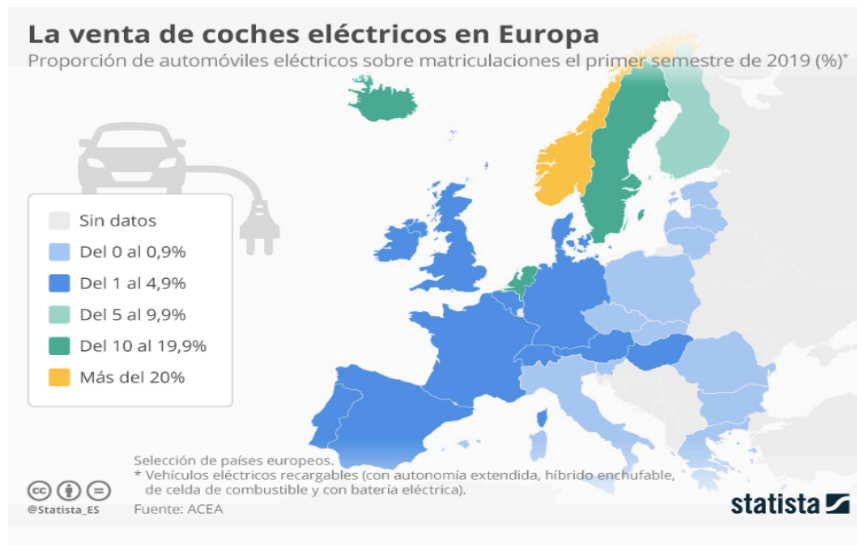 La venta de coches eléctricos en Europa
Proporción de automóviles eléctricos sobre matriculaciones el primer semestre de 2019 (%)*
Sin datos
Del 0 al 0,9%
Del 1 al 4,9%
Del 5 al 9,9%
Del 10 al 19,9%
Más del 20%
Selección de países europeos.
* Vehículos eléctricos recargables (con autonomía extendida, híbrido enchufable,
de celda de combustible y con batería eléctrica).
Fuente: ACEA
cc
@Statista_ES
statista